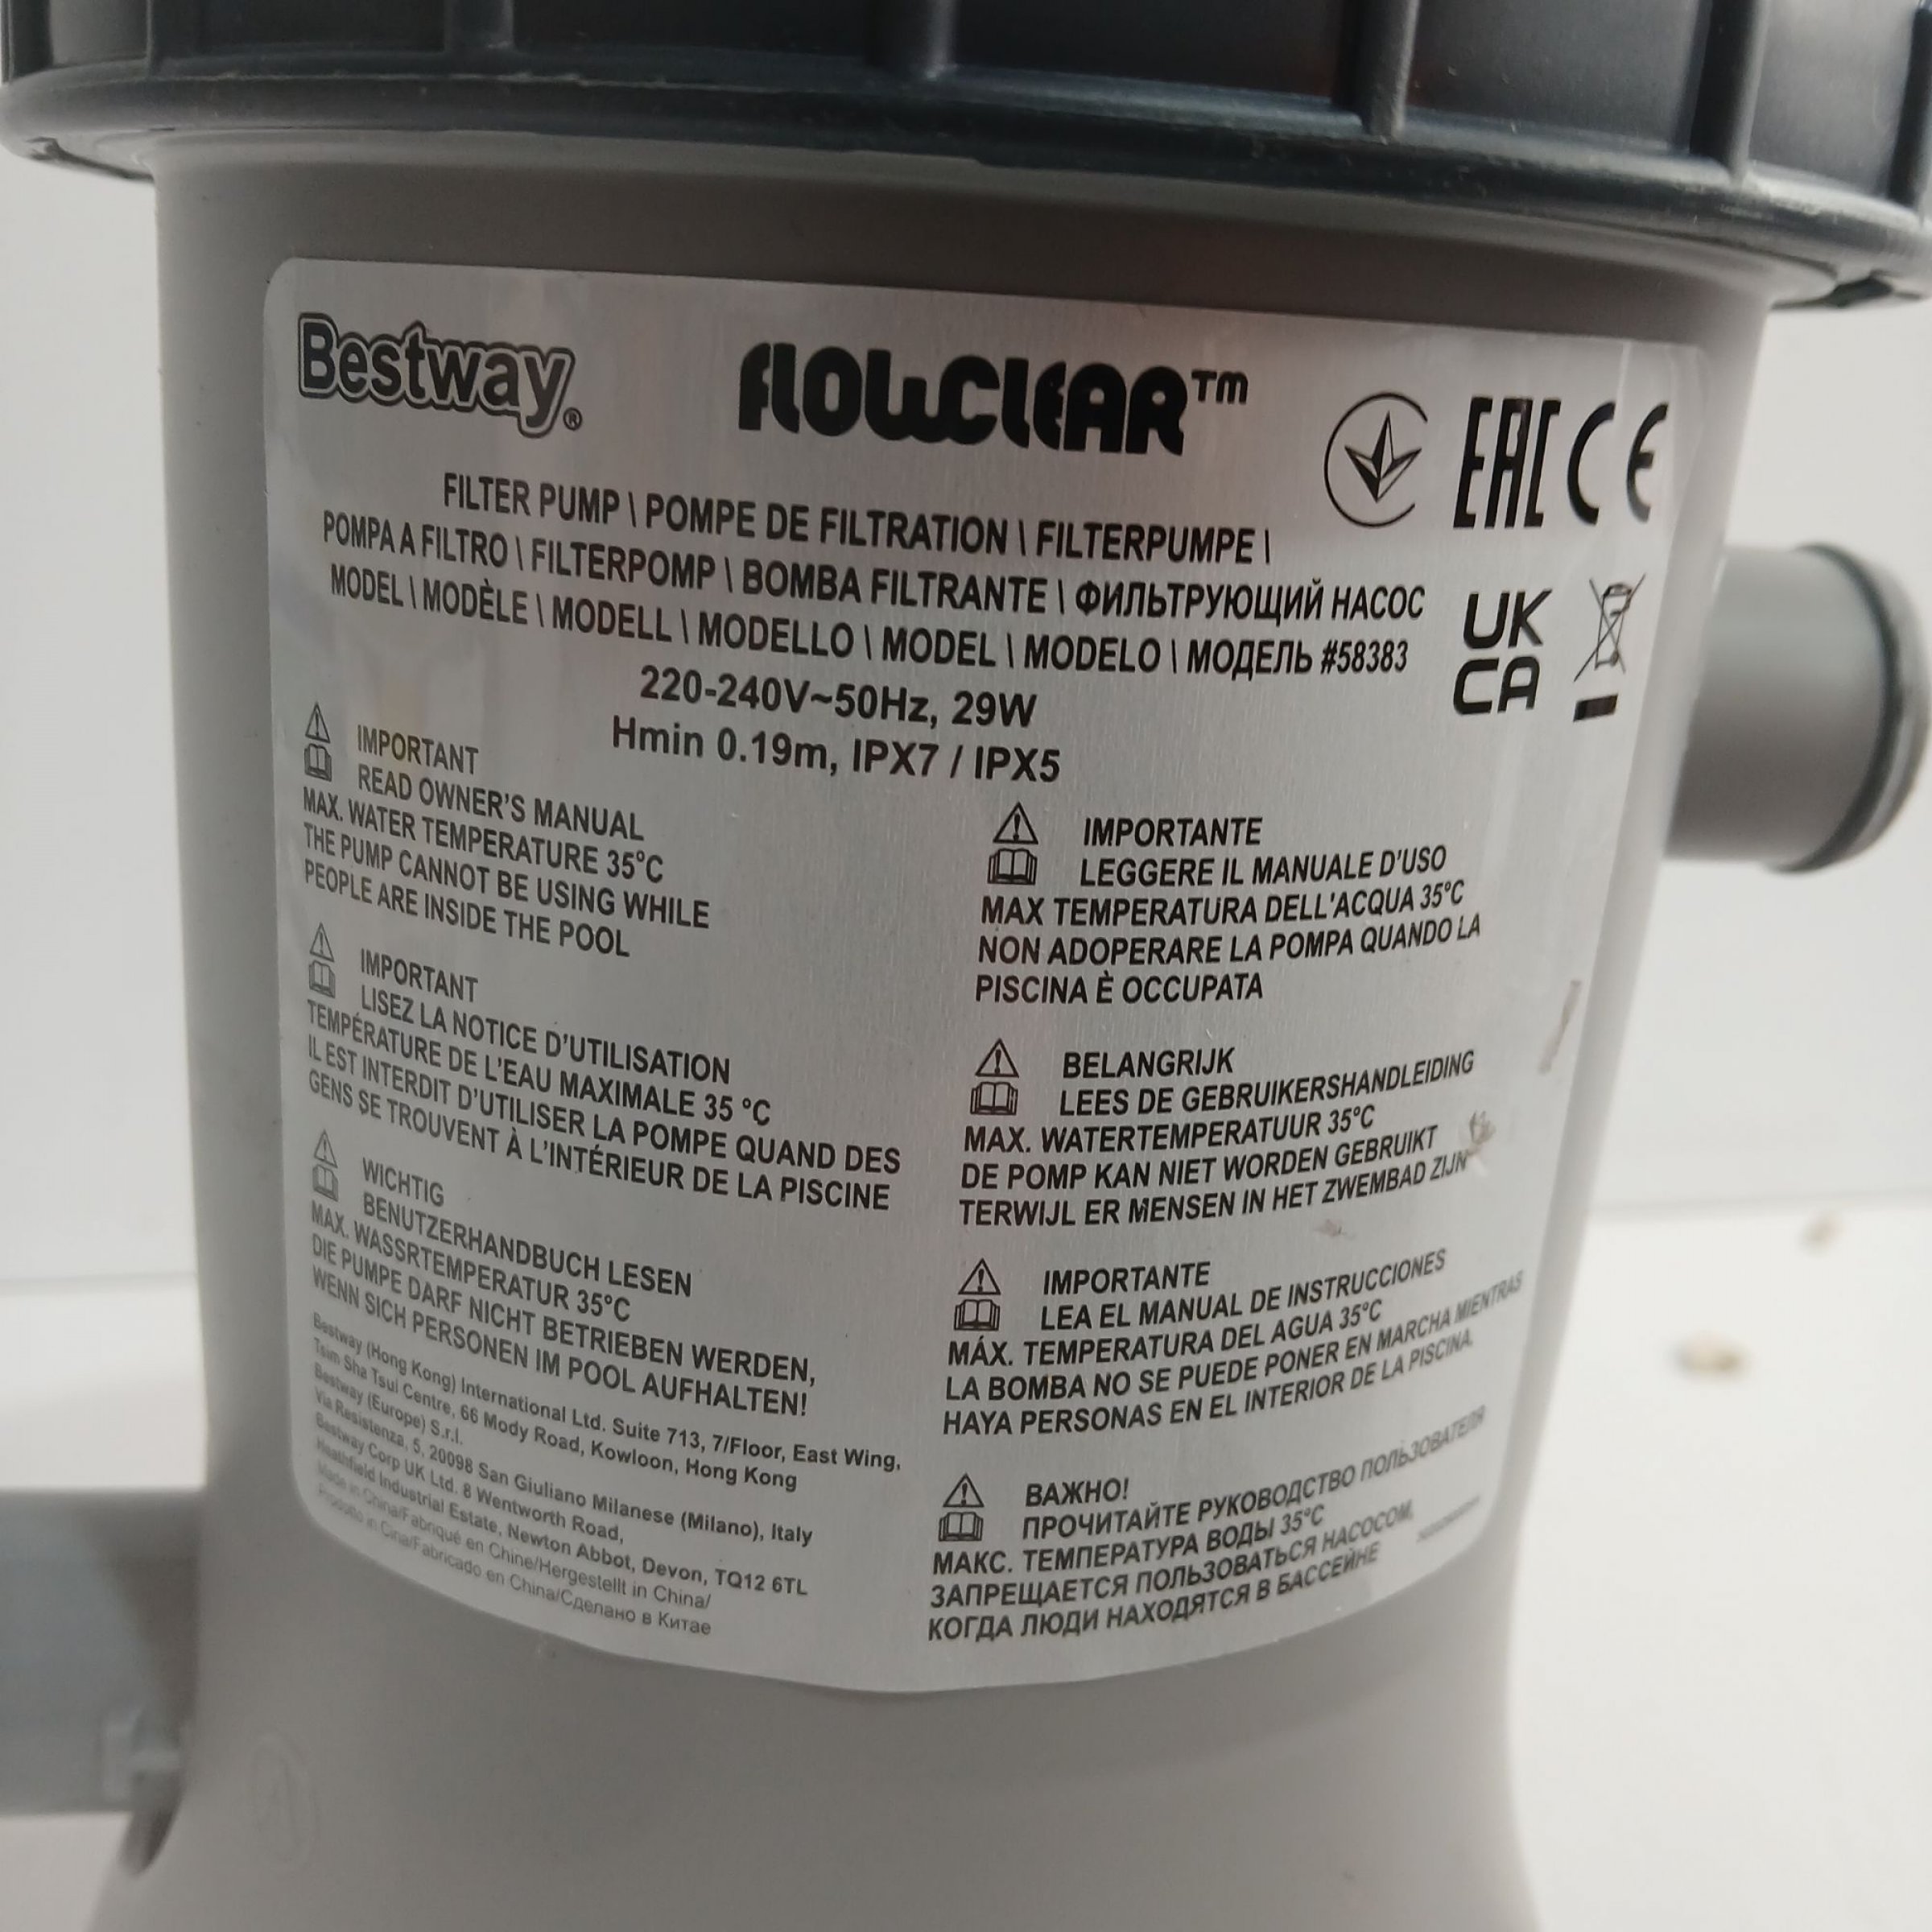 Bestway®
FLOWCLEAR™
EAC CE
FILTER PUMP \ POMPE DE FILTRATION \ FILTERPUMPE \
POMPA A FILTRO \ FILTERPOMP \ BOMBA FILTRANTE \ ФИЛЬТРУЮЩИЙ НАСОС
MODEL \ MODÈLE \ MODELL \ MODELLO \ MODEL \ MODELO \ МОДЕЛЬ #58383
UK
CA
220-240V~50Hz, 29W
Hmin 0.19m, IPX7 / IPX5
IMPORTANT
READ OWNER'S MANUAL
MAX. WATER TEMPERATURE 35°C
THE PUMP CANNOT BE USING WHILE
PEOPLE ARE INSIDE THE POOL
IMPORTANT
LISEZ LA NOTICE D'UTILISATION
TEMPÉRATURE DE L'EAU MAXIMALE 35 °C
IL EST INTERDIT D'UTILISER LA POMPE QUAND DES
GENS SE TROUVENT À L'INTÉRIEUR DE LA PISCINE
WICHTIG
BENUTZERHANDBUCH LESEN
MAX. WASSRTEMPERATUR 35°C
DIE PUMPE DARF NICHT BETRIEBEN WERDEN,
WENN SICH PERSONEN IM POOL AUFHALTEN!
Bestway (Hong Kong) International Ltd. Suite 713, 7/Floor, East Wing,
Tsim Sha Tsui Centre, 66 Mody Road, Kowloon, Hong Kong
Bestway (Europe) S.r.l.
Via Resistenza, 5, 20098 San Giuliano Milanese (Milano), Italy
Bestway Corp UK Ltd. 8 Wentworth Road,
Heathfield Industrial Estate, Newton Abbot, Devon, TQ12 6TL
Made in China/Fabriqué en Chine/Hergestellt in China/
Prodotto in Cina/Fabricado en China/Сделано в Китае
IMPORTANTE
LEGGERE IL MANUALE D'USO
MAX TEMPERATURA DELL'ACQUA 35°C
NON ADOPERARE LA POMPA QUANDO LA
PISCINA È OCCUPATA
BELANGRIJK
LEES DE GEBRUIKERSHANDLEIDING
MAX. WATERTEMPERATUUR 35°C
DE POMP KAN NIET WORDEN GEBRUIKT
TERWIJL ER MENSEN IN HET ZWEMBAD ZIJN
IMPORTANTE
LEA EL MANUAL DE INSTRUCCIONES
MÁX. TEMPERATURA DEL AGUA 35°C
LA BOMBA NO SE PUEDE PONER EN MARCHA MIENTRAS
HAYA PERSONAS EN EL INTERIOR DE LA PISCINA.
ВАЖНО!
ПРОЧИТАЙТЕ РУКОВОДСТВО ПОЛЬЗОВАТЕЛЯ
МАКС. ТЕМПЕРАТУРА ВОДЫ 35°C
ЗАПРЕЩАЕТСЯ ПОЛЬЗОВАТЬСЯ НАСОСОМ,
КОГДА ЛЮДИ НАХОДЯТСЯ В БАССЕЙНЕ